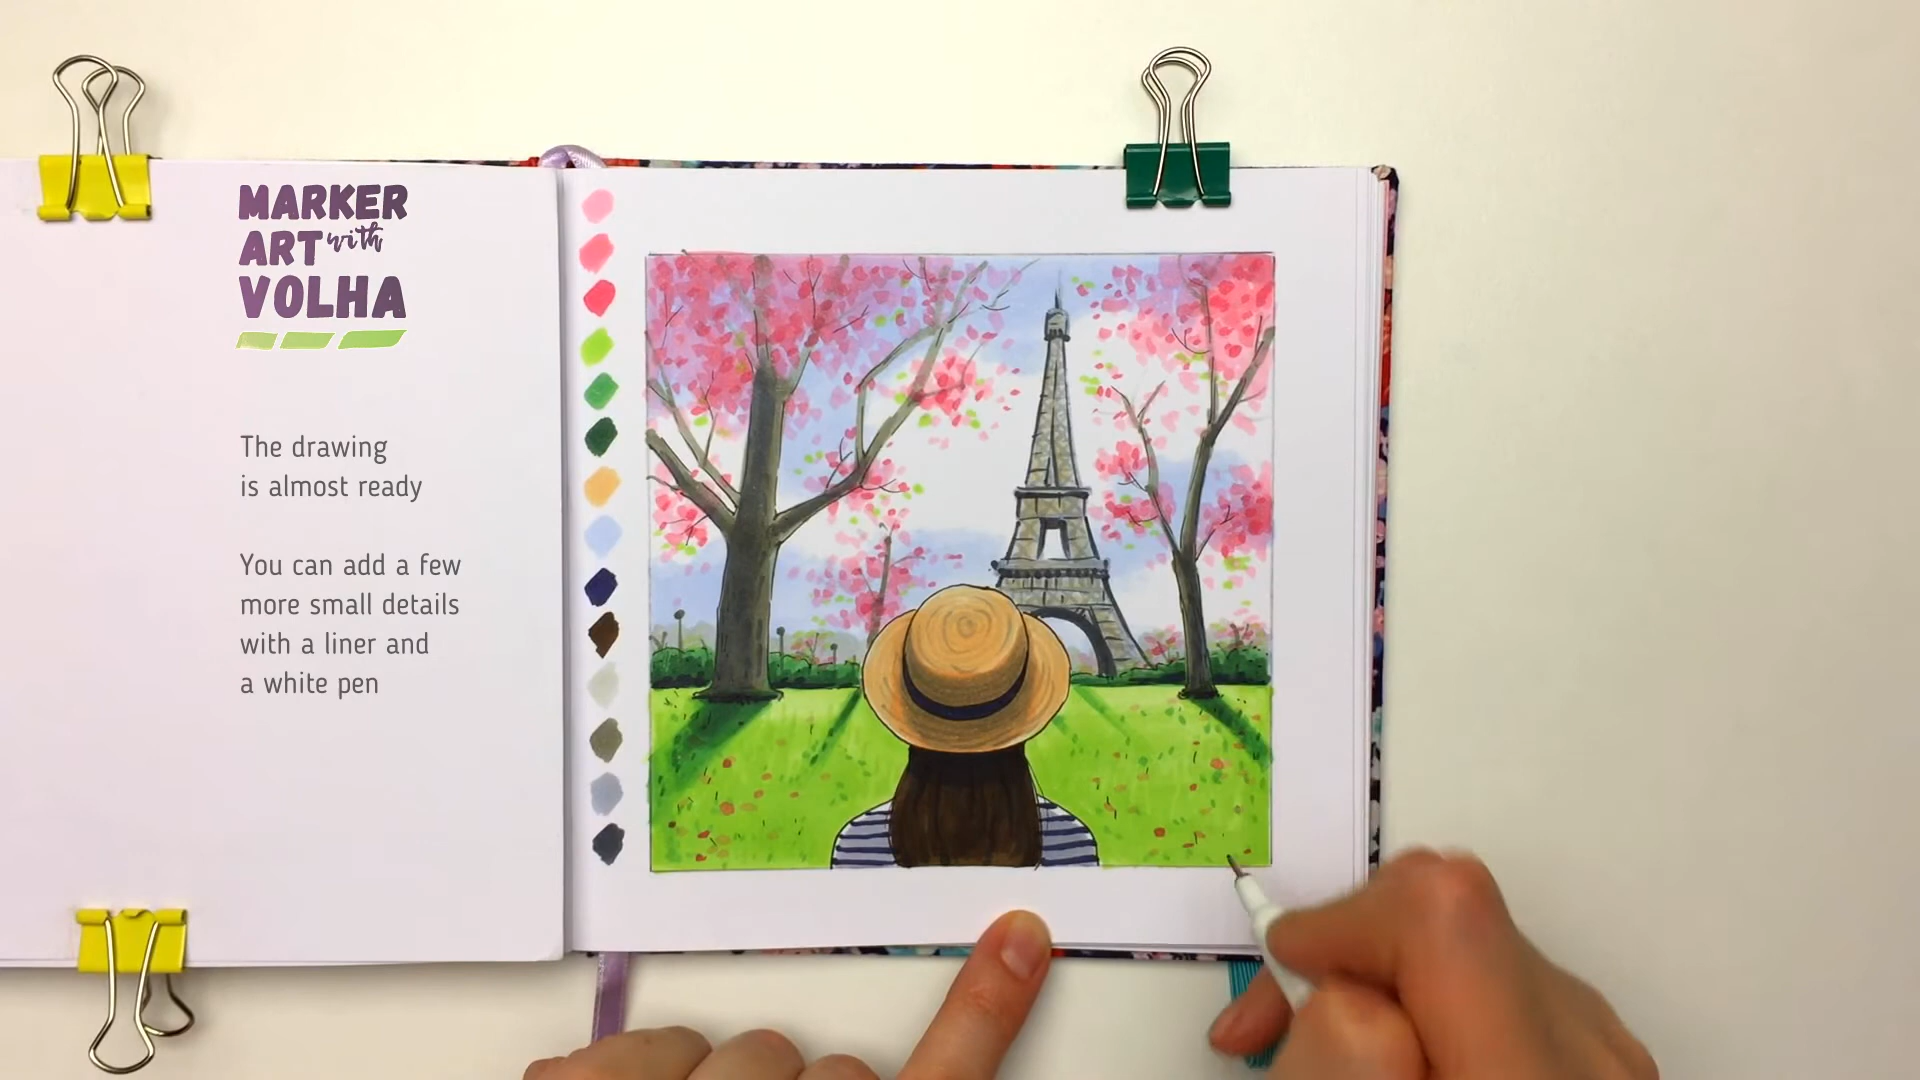 MARKER
ART with
VOLHA
The drawing
is almost ready
You can add a few
more small details
with a liner and
a white pen